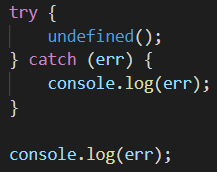 try {
    undefined();
} catch (err) {
    console.log(err);
}

console.log(err);